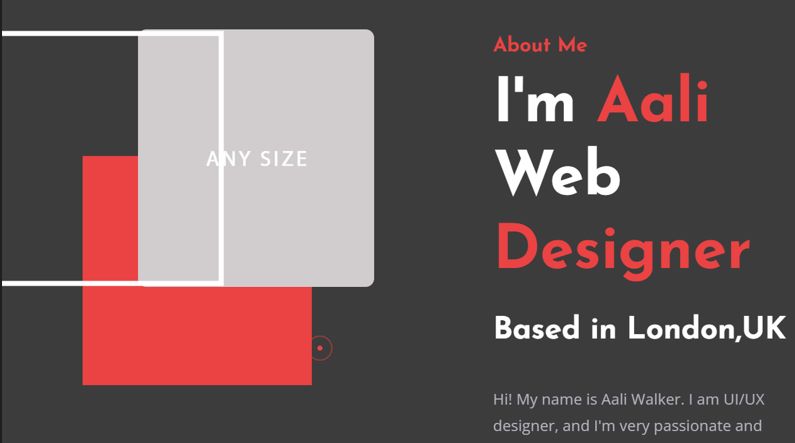 ANY SIZE
About Me
I'm Aali
Web
Designer
Based in London,UK
Hi! My name is Aali Walker. I am UI/UX
designer, and I'm very passionate and